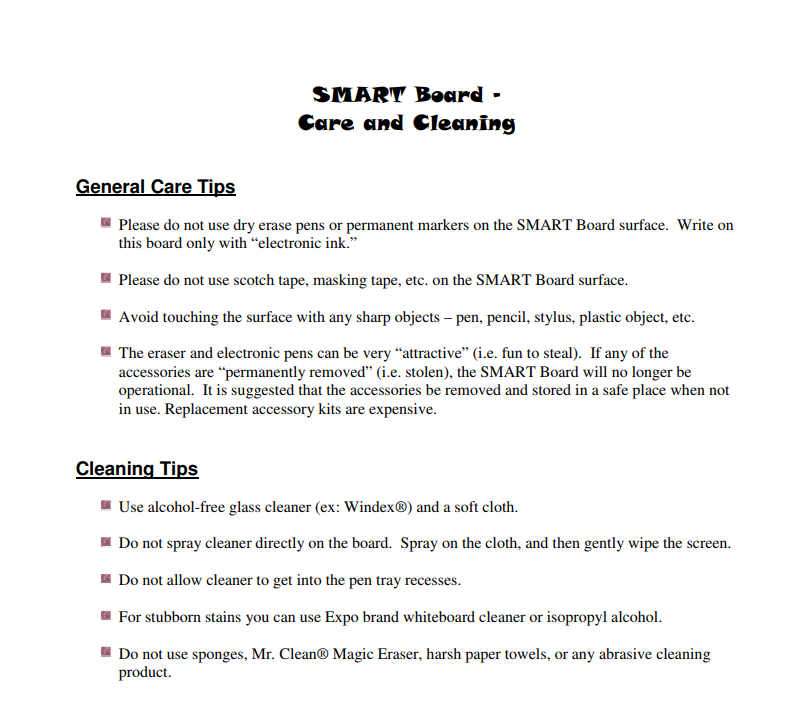 SMART Board -
Care and Cleaning
General Care Tips
Please do not use dry erase pens or permanent markers on the SMART Board surface.  Write on
this board only with “electronic ink.”
Please do not use scotch tape, masking tape, etc. on the SMART Board surface.
Avoid touching the surface with any sharp objects – pen, pencil, stylus, plastic object, etc.
The eraser and electronic pens can be very “attractive” (i.e. fun to steal).  If any of the
accessories are “permanently removed” (i.e. stolen), the SMART Board will no longer be
operational.  It is suggested that the accessories be removed and stored in a safe place when not
in use. Replacement accessory kits are expensive.
Cleaning Tips
Use alcohol-free glass cleaner (ex: Windex®) and a soft cloth.
Do not spray cleaner directly on the board.  Spray on the cloth, and then gently wipe the screen.
Do not allow cleaner to get into the pen tray recesses.
For stubborn stains you can use Expo brand whiteboard cleaner or isopropyl alcohol.
Do not use sponges, Mr. Clean® Magic Eraser, harsh paper towels, or any abrasive cleaning
product.